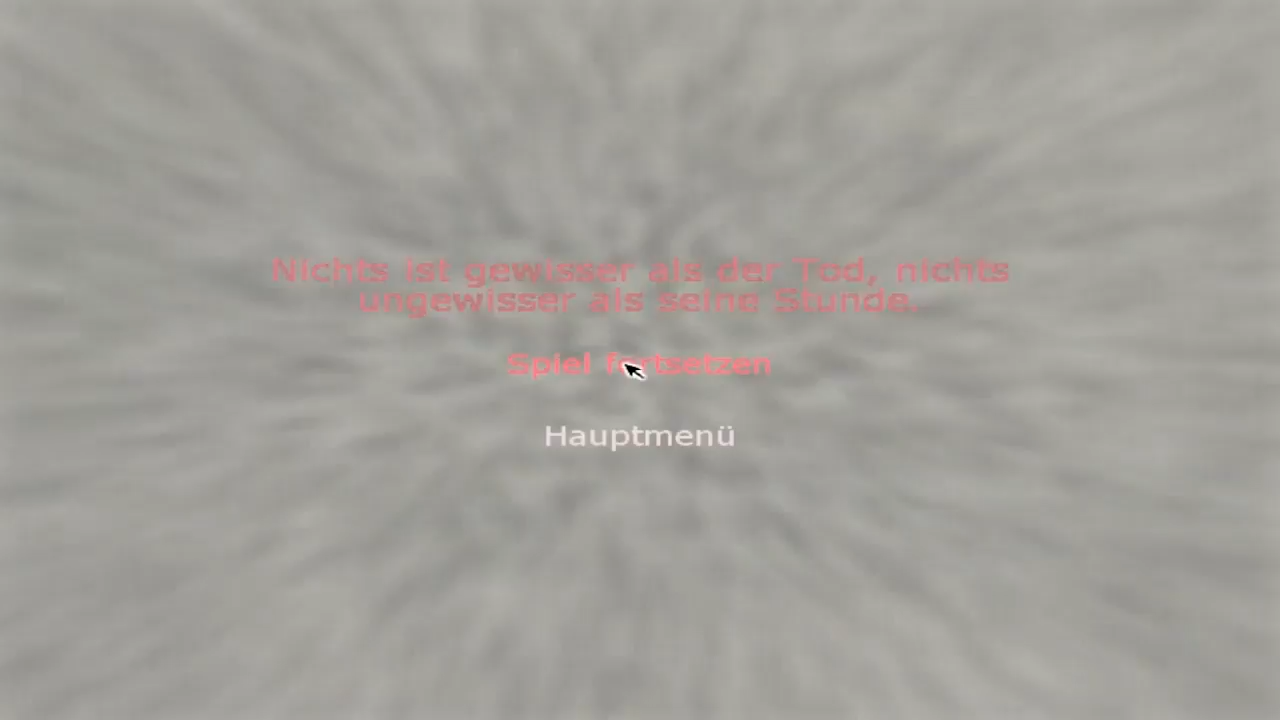 Nichts ist gewisser als der Tod, nichts
ungewisser als seine Stunde.
Spiel fortsetzen
Hauptmenü